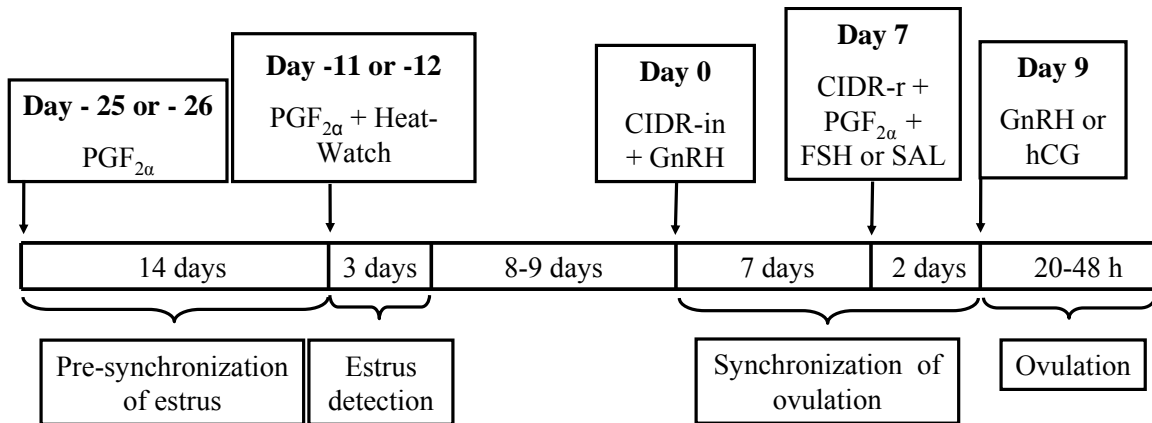 Day - 25 or - 26
PGF2α
Day -11 or -12
PGF2α + Heat-
Watch
Day 0
CIDR-in
+ GnRH
Day 7
CIDR-r +
PGF2α +
FSH or SAL
Day 9
GnRH or
hCG
14 days
3 days
8-9 days
7 days
2 days
20-48 h
Pre-synchronization
of estrus
Estrus
detection
Synchronization of
ovulation
Ovulation